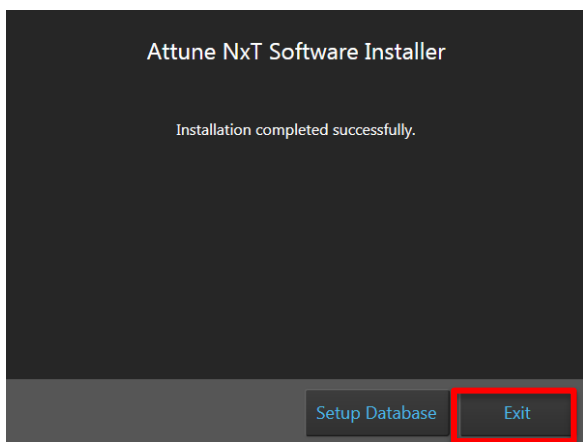 Attune NxT Software Installer
Installation completed successfully.
Setup Database
Exit